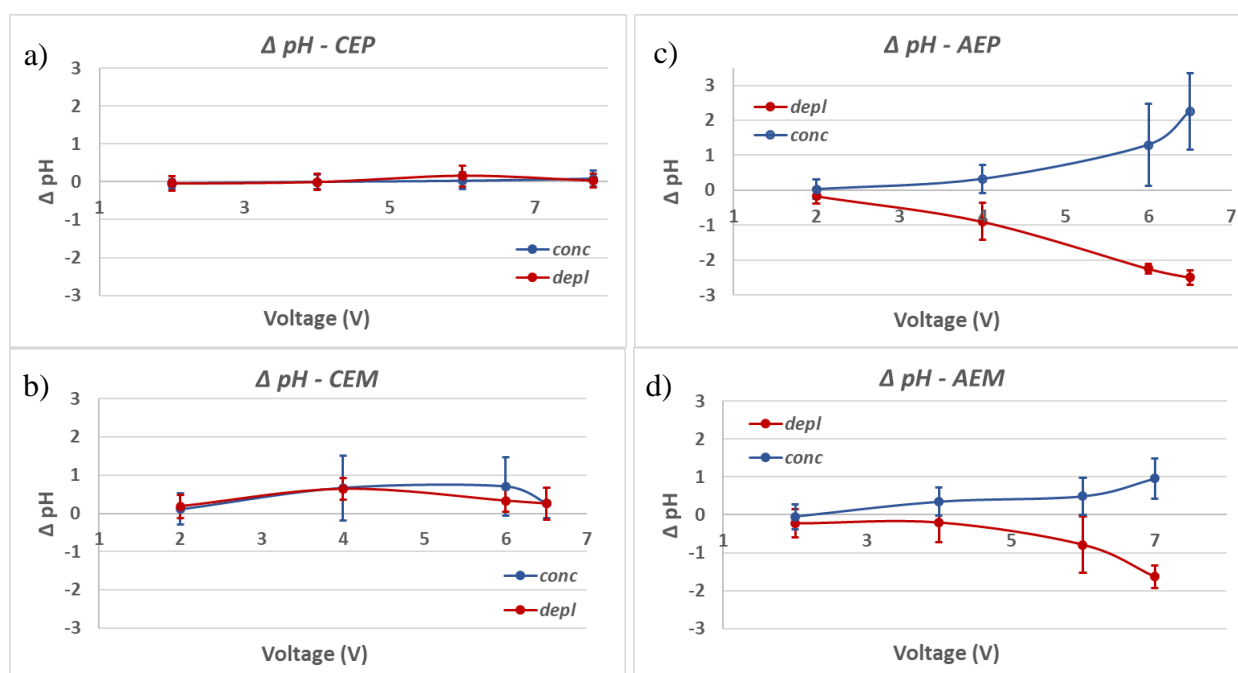 a)
Δ pH - CEP
3
2
1
0
-1
-2
-3
1 3 5 7
Δ pH
Voltage (V)
conc
depl
c)
Δ pH - AEP
3
2
1
0
-1
-2
-3
1 2 3 4 5 6 7
Δ pH
Voltage (V)
depl
conc
b)
Δ pH - CEM
3
2
1
0
-1
-2
-3
1 2 3 4 5 6 7
Δ pH
Voltage (V)
conc
depl
d)
Δ pH - AEM
3
2
1
0
-1
-2
-3
1 3 5 7
Δ pH
Voltage (V)
depl
conc